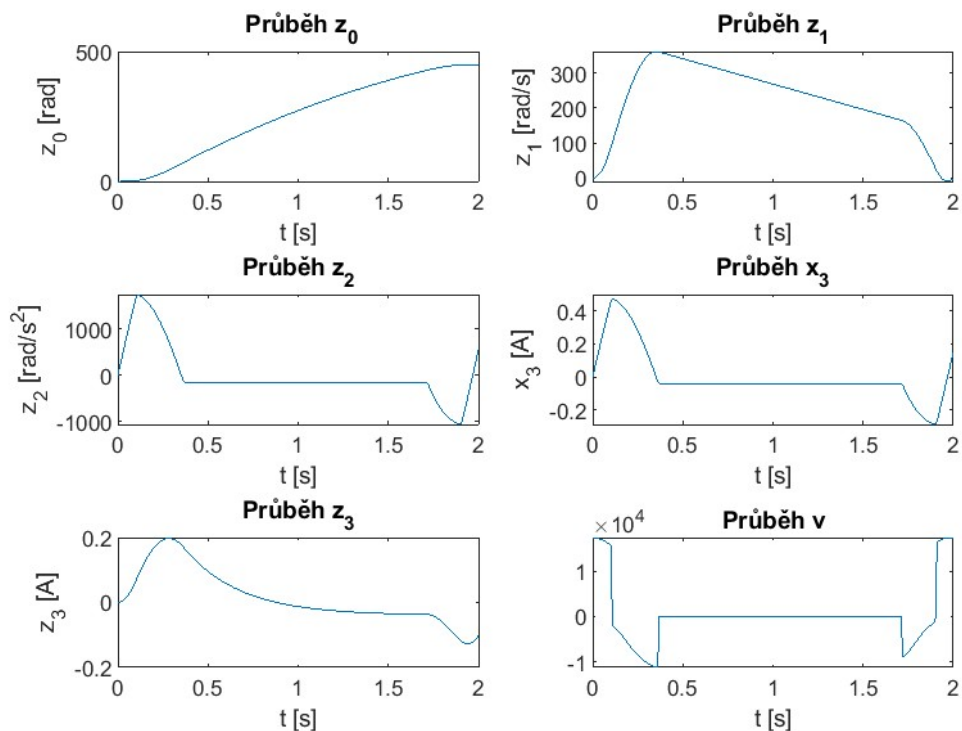 Průběh z₀
500
0
z₀ [rad]
0 0.5 1 1.5 2
t [s]
Průběh z₁
300
200
100
0
z₁ [rad/s]
0 0.5 1 1.5 2
t [s]
Průběh z₂
1000
0
-1000
z₂ [rad/s²]
0 0.5 1 1.5 2
t [s]
Průběh x₃
0.4
0.2
0
-0.2
x₃ [A]
0 0.5 1 1.5 2
t [s]
Průběh z₃
0.2
0
-0.2
z₃ [A]
0 0.5 1 1.5 2
t [s]
Průběh v
×10⁴
1
0
-1
0 0.5 1 1.5 2
t [s]